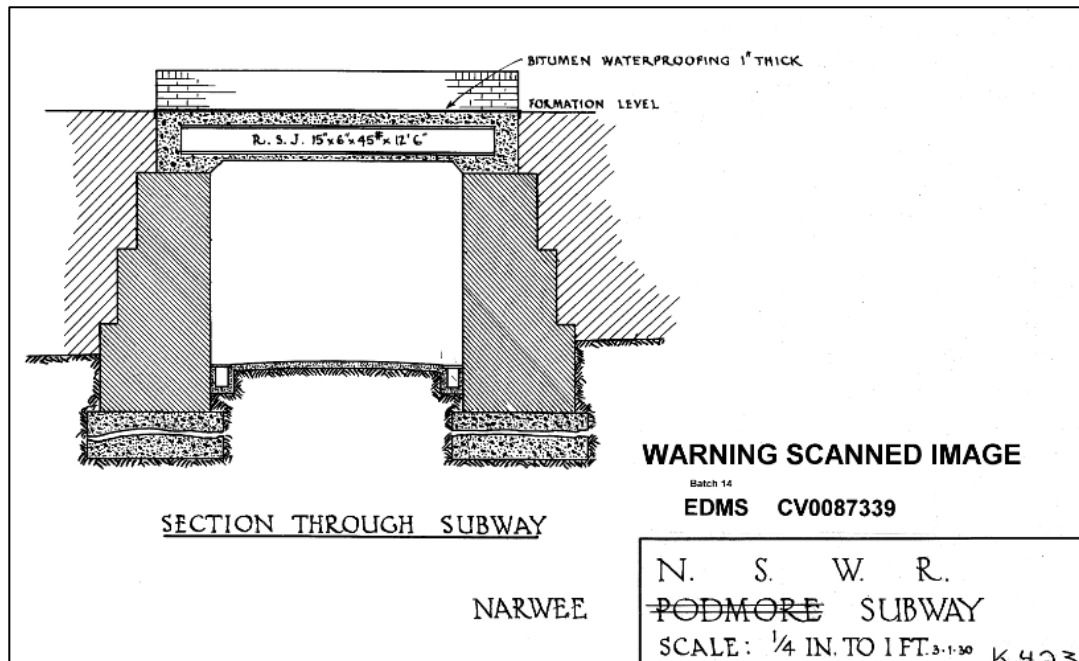 BITUMEN WATERPROOFING 1" THICK
FORMATION LEVEL
R. S. J. 15"x6"x45#x12'6"
WARNING SCANNED IMAGE
Batch 14
EDMS CV0087339
SECTION THROUGH SUBWAY
NARWEE
N. S. W. R.
PODMORE SUBWAY
SCALE: 1/4 IN. TO 1 FT. 3·1·30